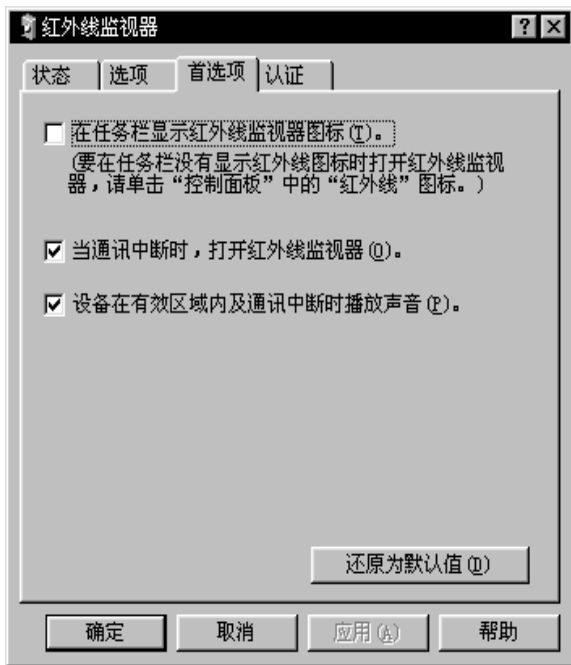 红外线监视器
状态 选项 首选项 认证
在任务栏显示红外线监视器图标(T)。
(要在任务栏没有显示红外线图标时打开红外线监视
器，请单击“控制面板”中的“红外线”图标。)
当通讯中断时，打开红外线监视器(O)。
设备在有效区域内及通讯中断时播放声音(P)。
还原为默认值(D)
确定 取消 应用(A) 帮助